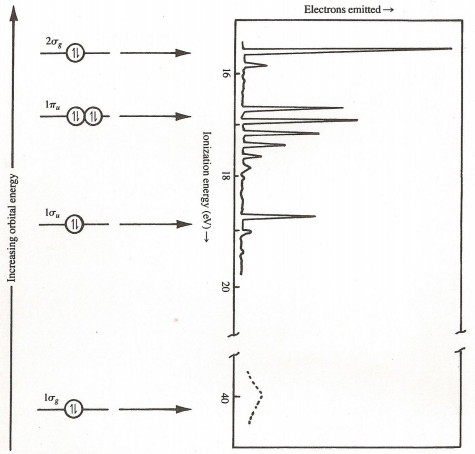 Electrons emitted →
2σg
16
1πu
Ionization energy (eV) →
18
Increasing orbital energy
1σu
20
1σg
40